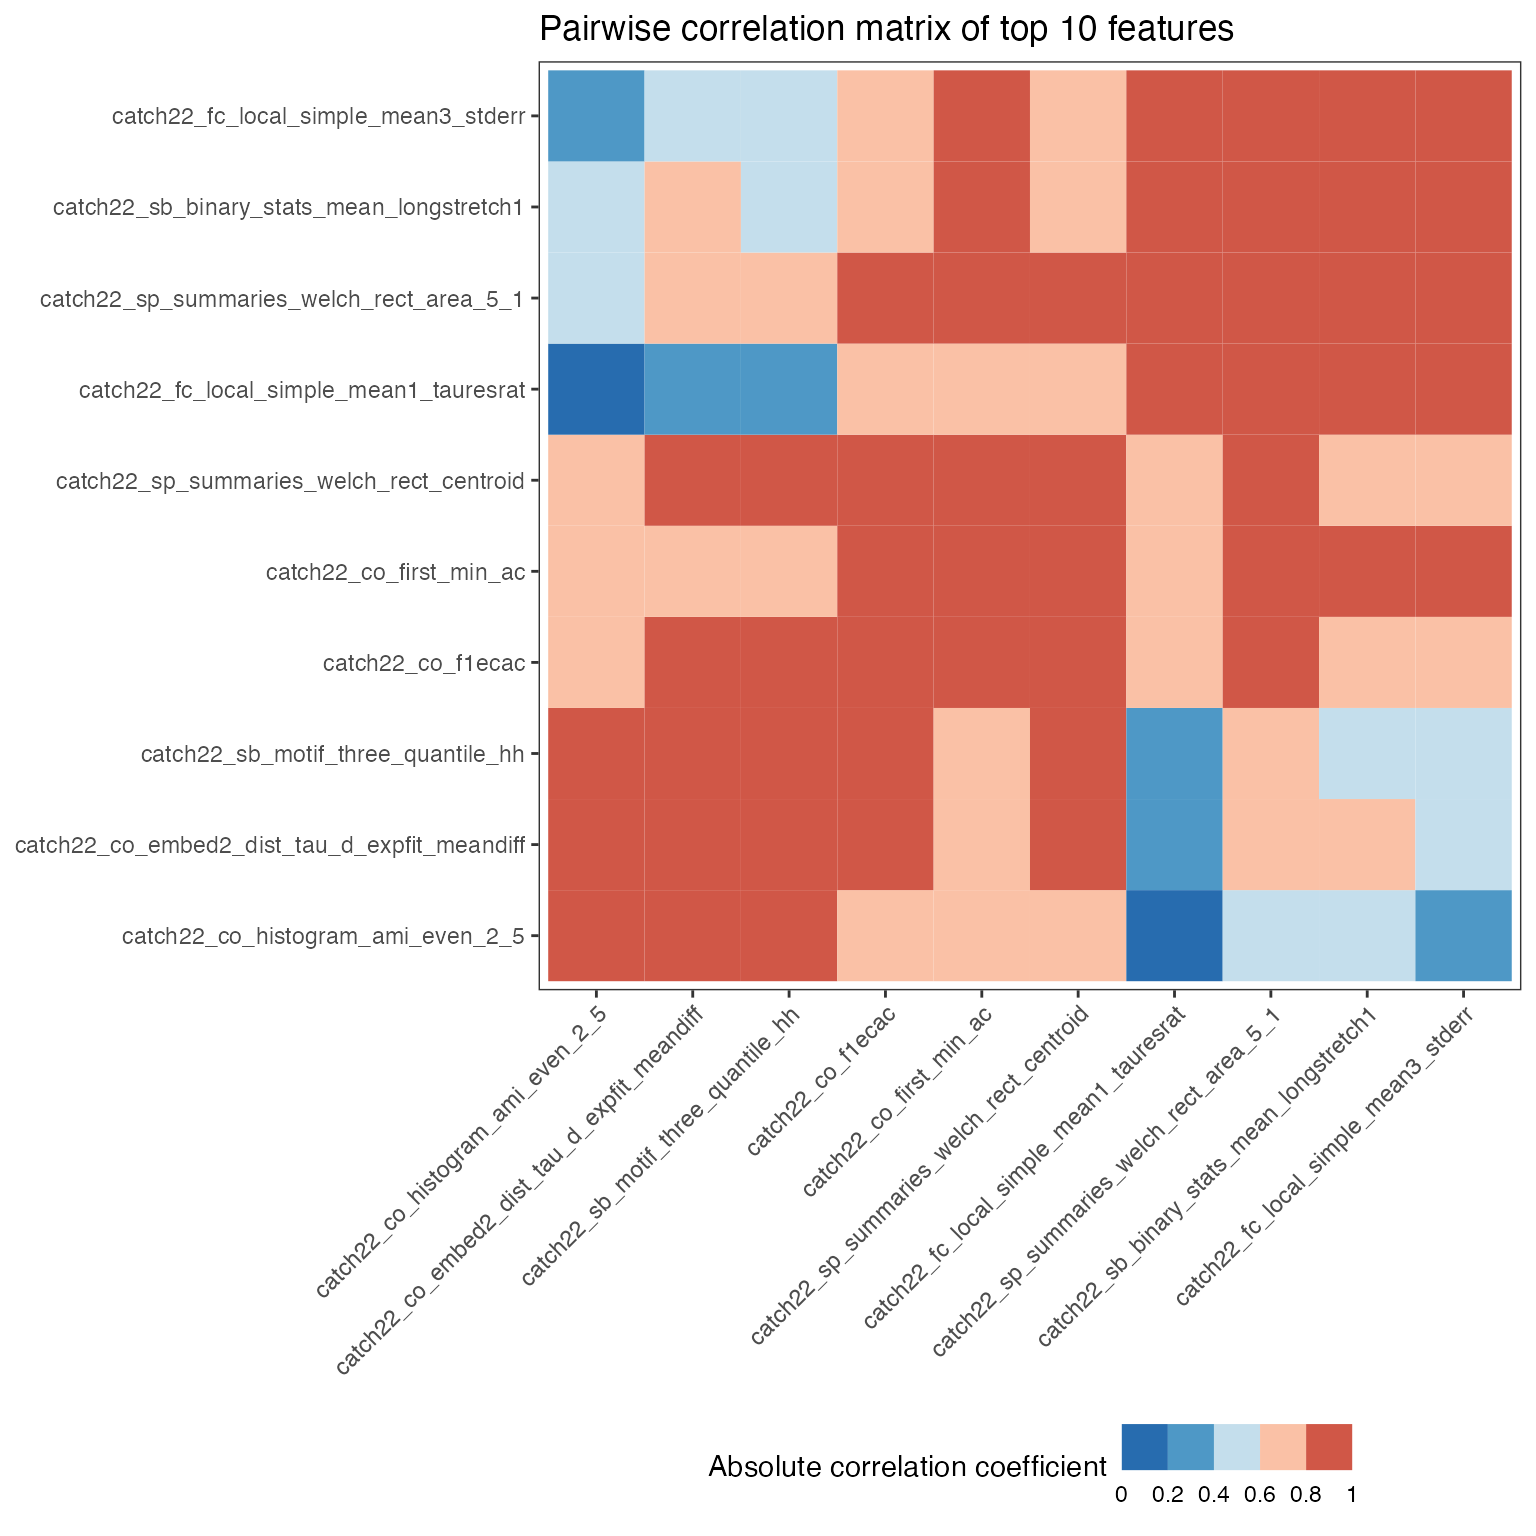 Pairwise correlation matrix of top 10 features
catch22_fc_local_simple_mean3_stderr
catch22_sb_binary_stats_mean_longstretch1
catch22_sp_summaries_welch_rect_area_5_1
catch22_fc_local_simple_mean1_tauresrat
catch22_sp_summaries_welch_rect_centroid
catch22_co_first_min_ac
catch22_co_f1ecac
catch22_sb_motif_three_quantile_hh
catch22_co_embed2_dist_tau_d_expfit_meandiff
catch22_co_histogram_ami_even_2_5
catch22_co_histogram_ami_even_2_5
catch22_co_embed2_dist_tau_d_expfit_meandiff
catch22_sb_motif_three_quantile_hh
catch22_co_f1ecac
catch22_co_first_min_ac
catch22_sp_summaries_welch_rect_centroid
catch22_fc_local_simple_mean1_tauresrat
catch22_sp_summaries_welch_rect_area_5_1
catch22_sb_binary_stats_mean_longstretch1
catch22_fc_local_simple_mean3_stderr
Absolute correlation coefficient
0 0.2 0.4 0.6 0.8 1